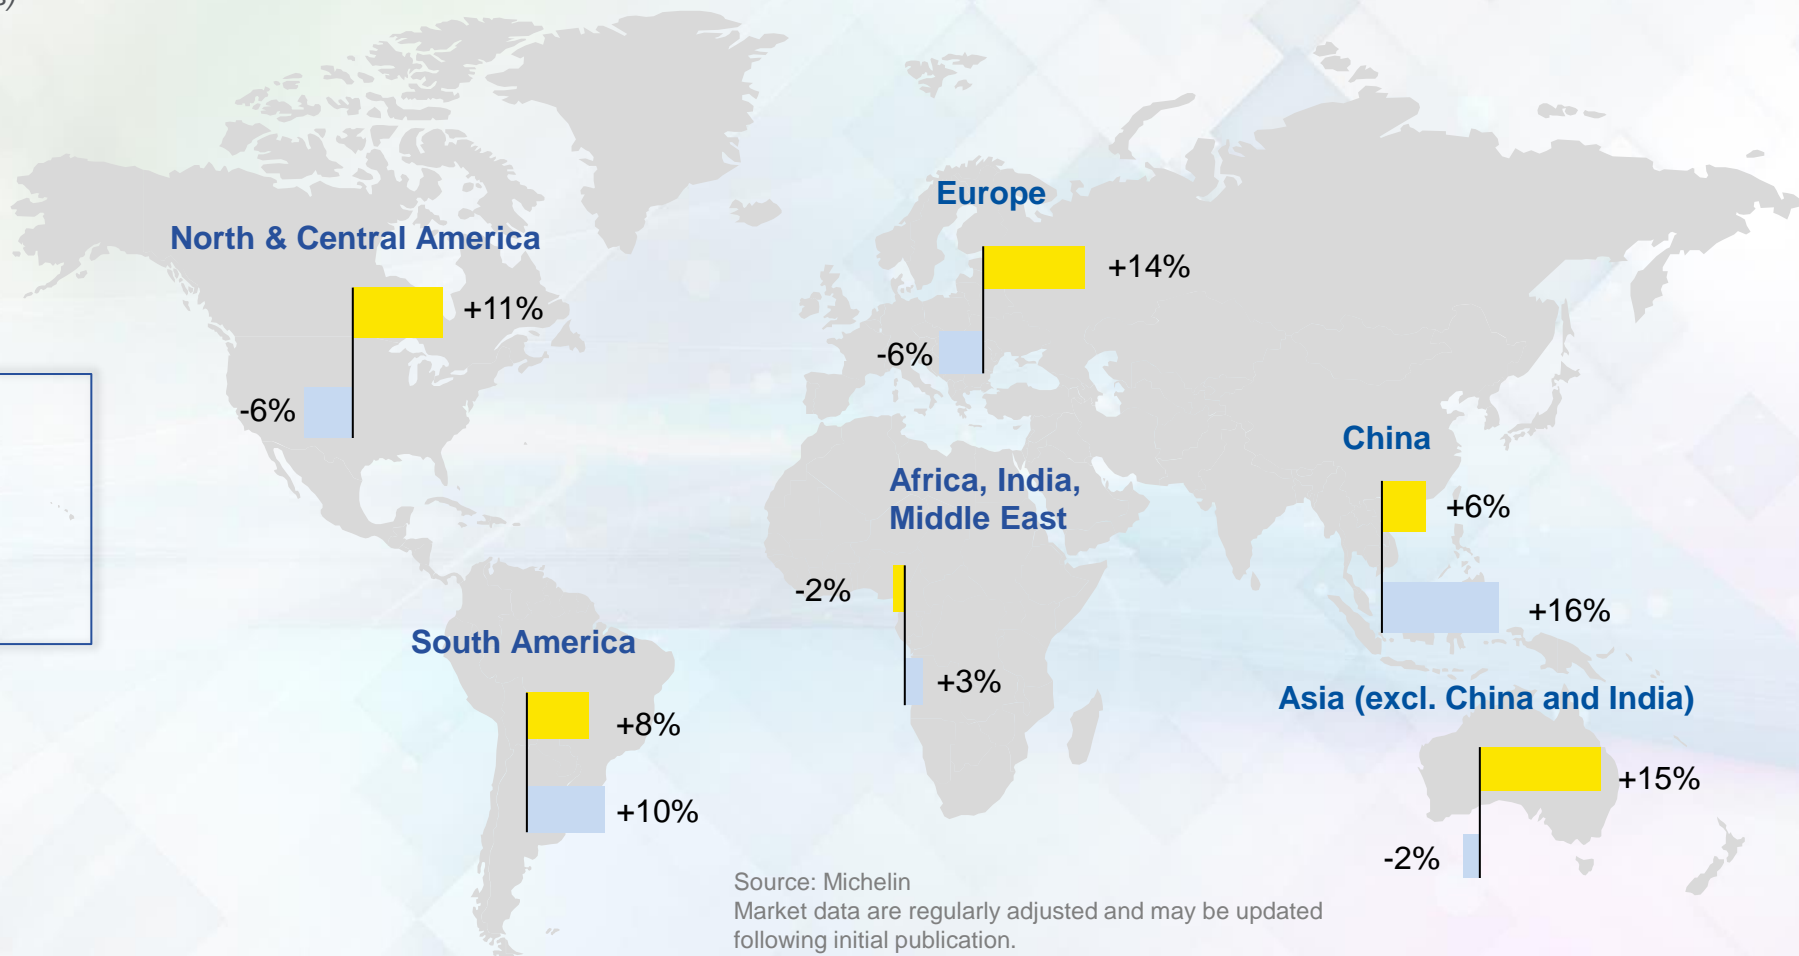 Europe
North & Central America
+14%
+11%
-6%
-6%
China
Africa, India,
Middle East
+6%
-2%
+16%
South America
+3%
Asia (excl. China and India)
+8%
+15%
+10%
-2%
Source: Michelin
Market data are regularly adjusted and may be updated
following initial publication.